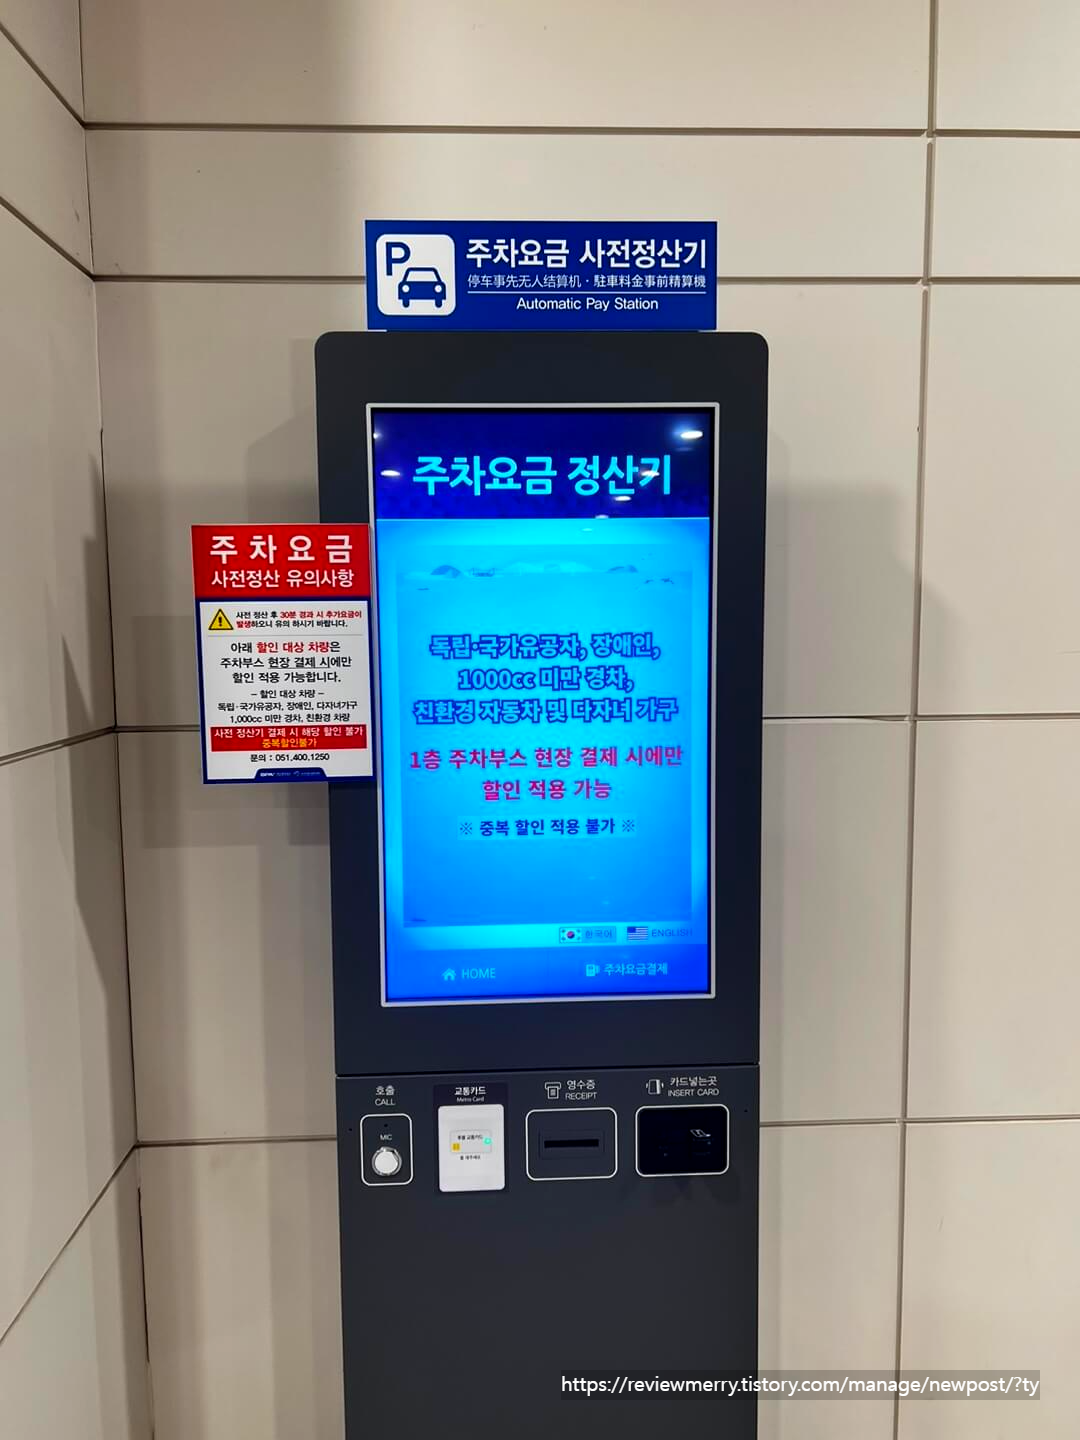 P
주차요금 사전정산기
停车事先无人结算机 · 駐車料金事前精算機
Automatic Pay Station
주차요금 정산기
독립·국가유공자, 장애인,
1000cc 미만 경차,
친환경 자동차 및 다자녀 가구
1층 주차부스 현장 결제 시에만
할인 적용 가능
※ 중복 할인 적용 불가 ※
한국어
ENGLISH
HOME
주차요금결제
주차요금
사전정산 유의사항
사전 정산 후 30분 경과 시 추가요금이
발생하오니 유의 하시기 바랍니다.
아래 할인 대상 차량은
주차부스 현장 결제 시에만
할인 적용 가능합니다.
– 할인 대상 차량 –
독립·국가유공자, 장애인, 다자녀가구
1,000cc 미만 경차, 친환경 차량
사전 정산기 결제 시 해당 할인 불가
중복할인불가
문의 : 051.400.1250
호출
CALL
MIC
교통카드
Metro Card
후불 교통카드
를 대주세요
영수증
RECEIPT
카드넣는곳
INSERT CARD
https://reviewmerry.tistory.com/manage/newpost/?ty